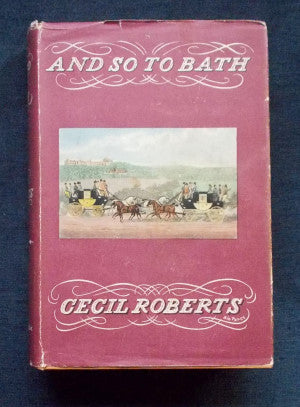 AND SO TO BATH
CECIL ROBERTS